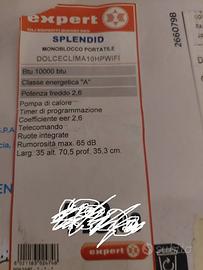 expert
SPLENDID
MONOBLOCCO PORTATILE
DOLCECLIMA10HPWIFI
Btu 10000 btu
Classe energetica "A"
Potenza freddo 2,6
Pompa di calore
Timer di programmazione
Coefficiente eer 2,6
Telecomando
Ruote integrate
Rumorosità max. 65 dB
Larg. 35 alt. 70,5 prof. 35,3 cm.
expert
2660798
Subito